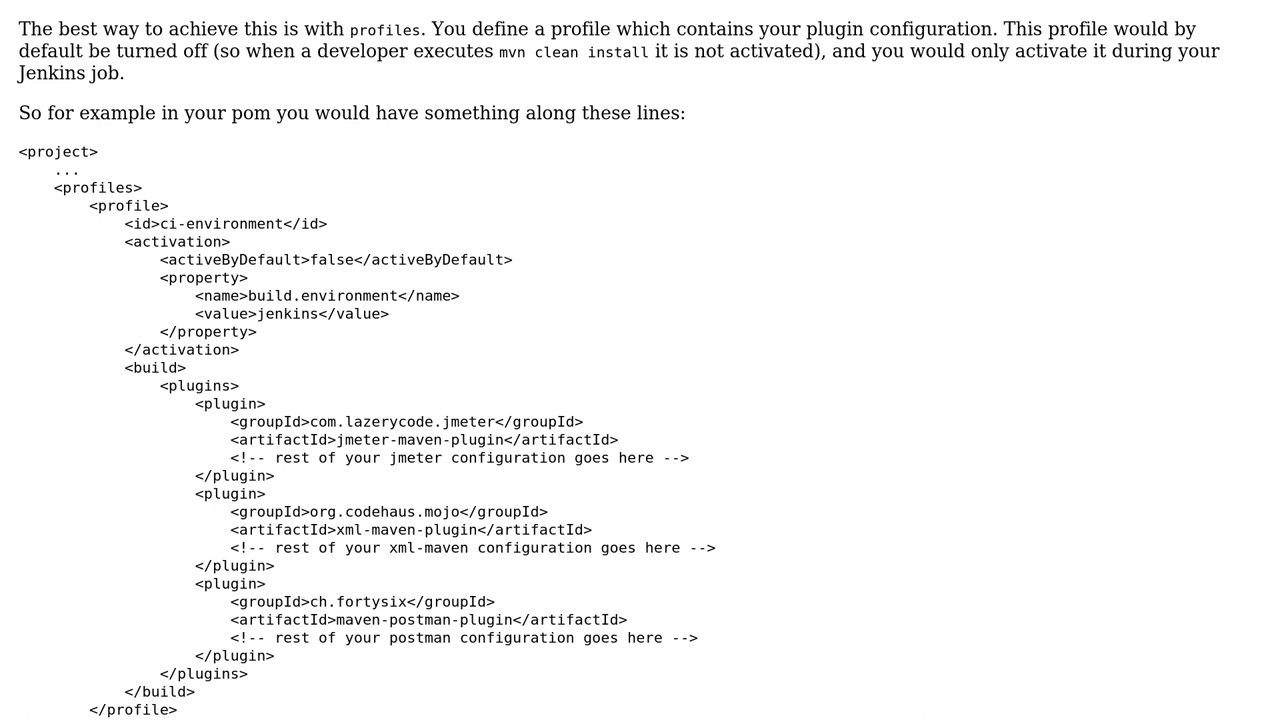 The best way to achieve this is with profiles. You define a profile which contains your plugin configuration. This profile would by
default be turned off (so when a developer executes mvn clean install it is not activated), and you would only activate it during your
Jenkins job.
So for example in your pom you would have something along these lines:
<project>
    ...
    <profiles>
        <profile>
            <id>ci-environment</id>
            <activation>
                <activeByDefault>false</activeByDefault>
                <property>
                    <name>build.environment</name>
                    <value>jenkins</value>
                </property>
            </activation>
            <build>
                <plugins>
                    <plugin>
                        <groupId>com.lazerycode.jmeter</groupId>
                        <artifactId>jmeter-maven-plugin</artifactId>
                        <!-- rest of your jmeter configuration goes here -->
                    </plugin>
                    <plugin>
                        <groupId>org.codehaus.mojo</groupId>
                        <artifactId>xml-maven-plugin</artifactId>
                        <!-- rest of your xml-maven configuration goes here -->
                    </plugin>
                    <plugin>
                        <groupId>ch.fortysix</groupId>
                        <artifactId>maven-postman-plugin</artifactId>
                        <!-- rest of your postman configuration goes here -->
                    </plugin>
                </plugins>
            </build>
        </profile>